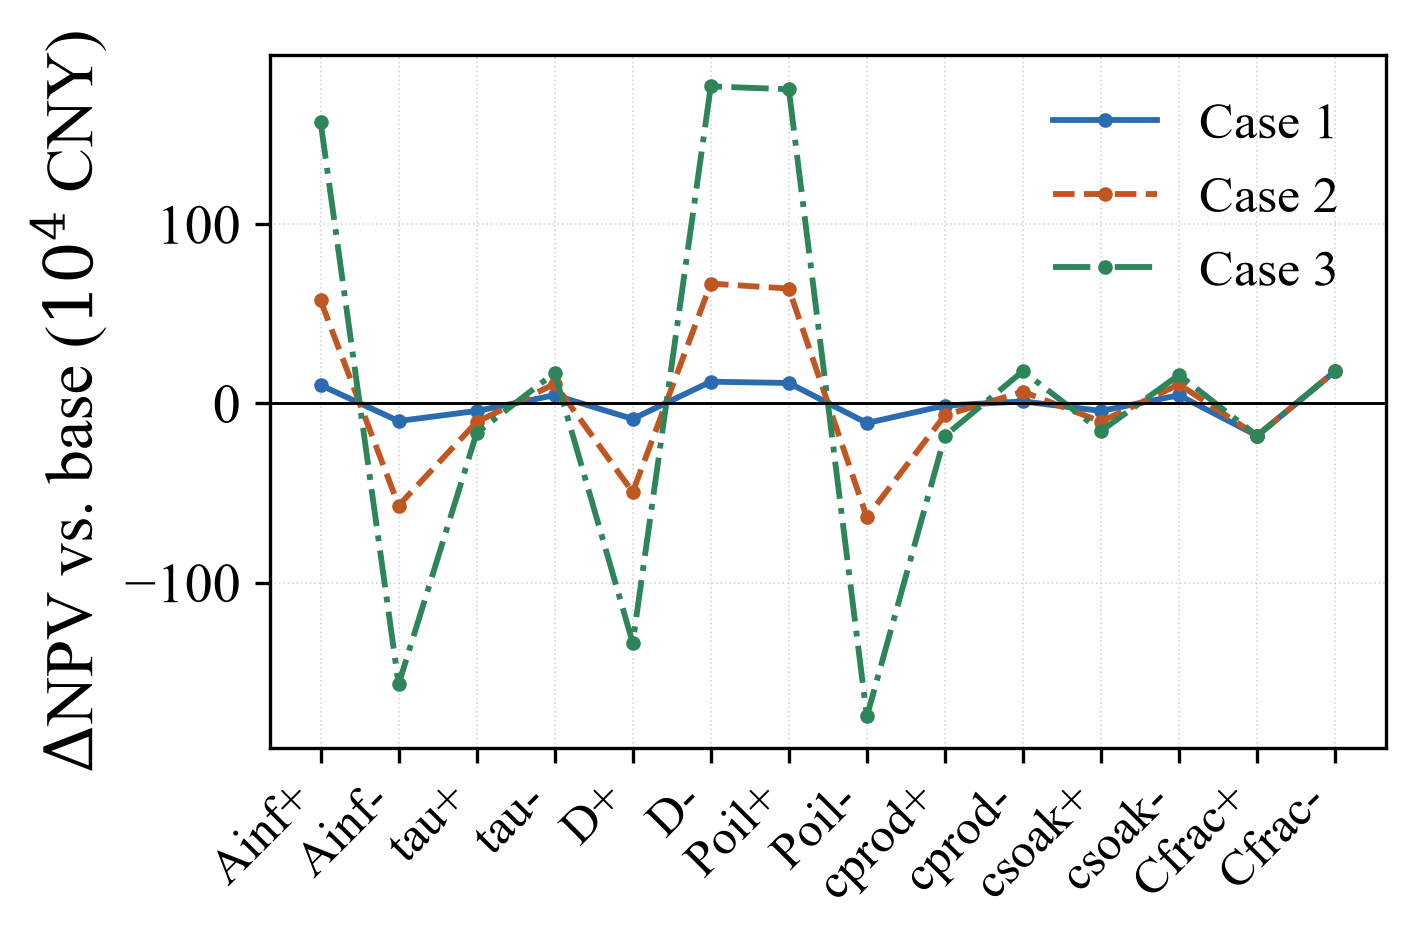 ΔNPV vs. base (10⁴ CNY)
100
0
−100
Case 1
Case 2
Case 3
Ainf+
Ainf-
tau+
tau-
D+
D-
Poil+
Poil-
cprod+
cprod-
csoak+
csoak-
Cfrac+
Cfrac-